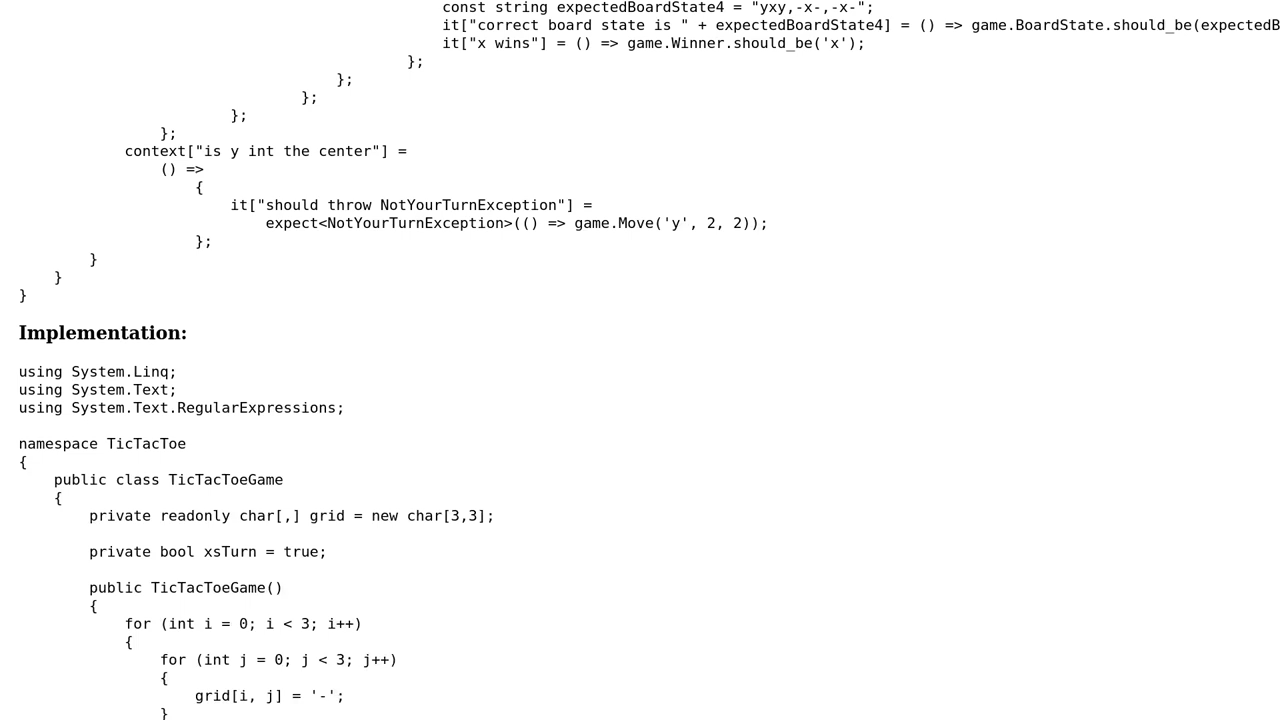 const string expectedBoardState4 = "yxy,-x-,-x-";
it["correct board state is " + expectedBoardState4] = () => game.BoardState.should_be(expectedB
it["x wins"] = () => game.Winner.should_be('x');
};
};
};
};
};
context["is y int the center"] =
() =>
{
it["should throw NotYourTurnException"] =
expect<NotYourTurnException>(() => game.Move('y', 2, 2));
};
}
}
}
Implementation:
using System.Linq;
using System.Text;
using System.Text.RegularExpressions;
namespace TicTacToe
{
public class TicTacToeGame
{
private readonly char[,] grid = new char[3,3];
private bool xsTurn = true;
public TicTacToeGame()
{
for (int i = 0; i < 3; i++)
{
for (int j = 0; j < 3; j++)
{
grid[i, j] = '-';
}